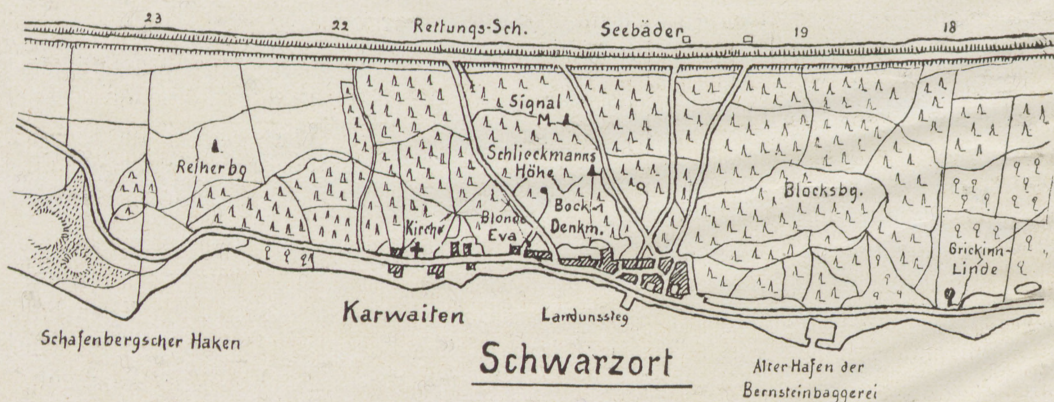 23
22
Rettungs-Sch.
Seebäder
19
18
Signal
M
Schlieckmanns
Höhe
Reiherbg
Blocksbg.
Bock-
Denkm.
Kirche
Blonde
Eva
Grickinn-
Linde
Karwaiten
Landunssteg
Schafenbergscher Haken
Schwarzort
Alter Hafen der
Bernsteinbaggerei